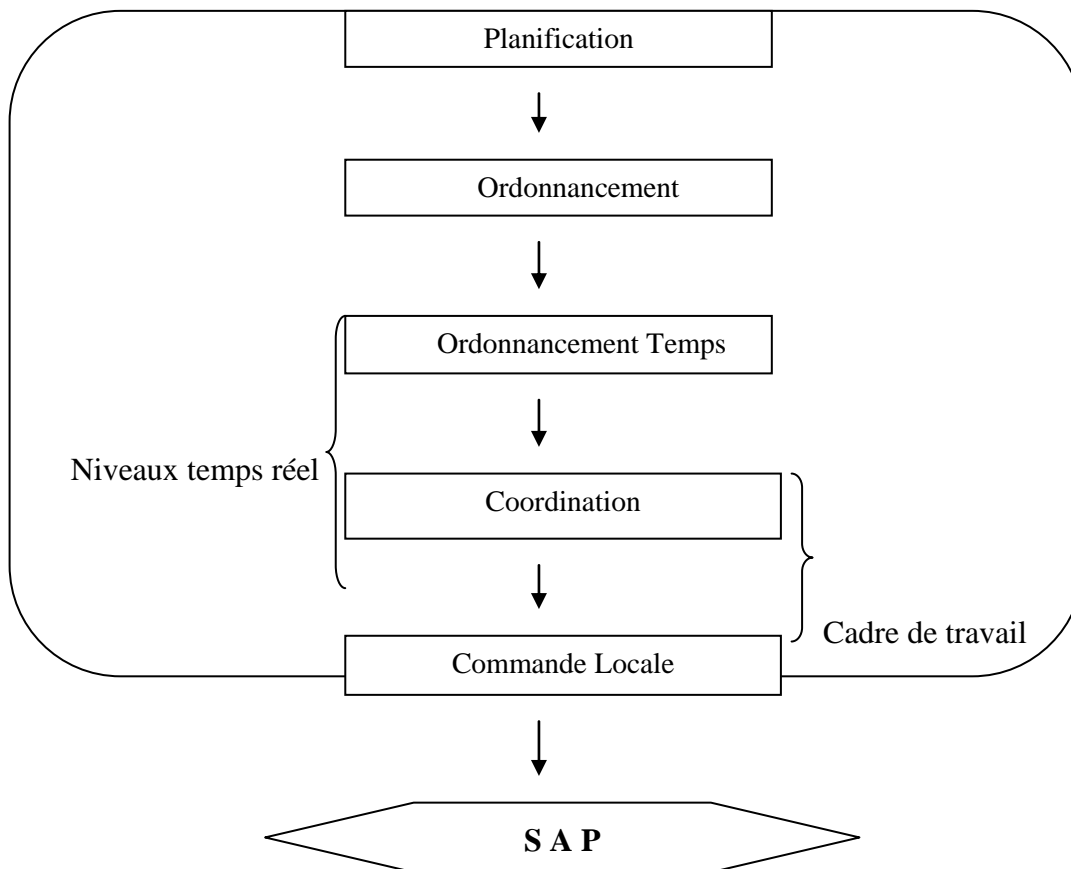 Planification
Ordonnancement
Ordonnancement Temps
Niveaux temps réel
Coordination
Cadre de travail
Commande Locale
S A P